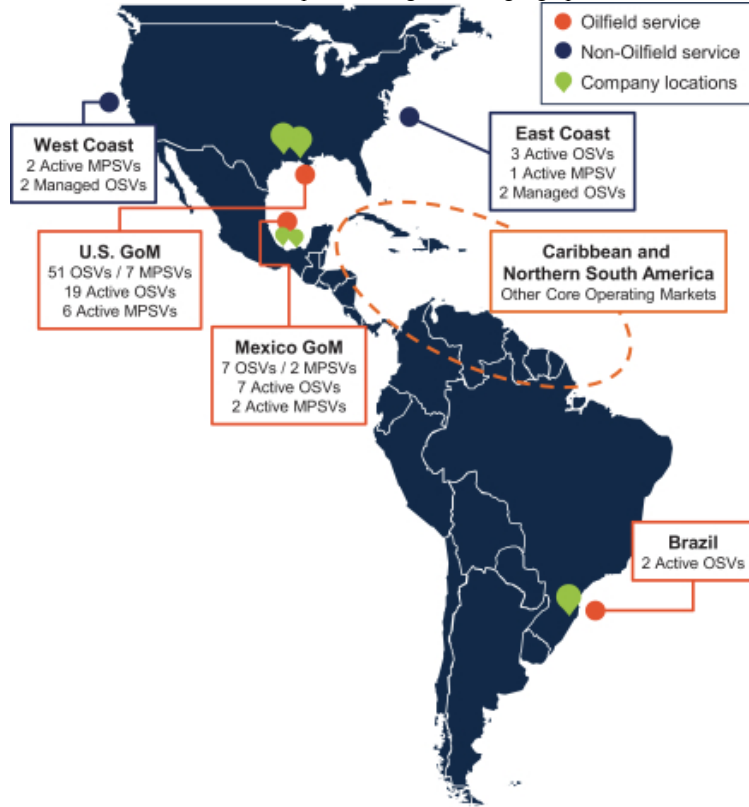 Oilfield service
Non-Oilfield service
Company locations
West Coast
2 Active MPSVs
2 Managed OSVs
East Coast
3 Active OSVs
1 Active MPSV
2 Managed OSVs
U.S. GoM
51 OSVs / 7 MPSVs
19 Active OSVs
6 Active MPSVs
Caribbean and
Northern South America
Other Core Operating Markets
Mexico GoM
7 OSVs / 2 MPSVs
7 Active OSVs
2 Active MPSVs
Brazil
2 Active OSVs